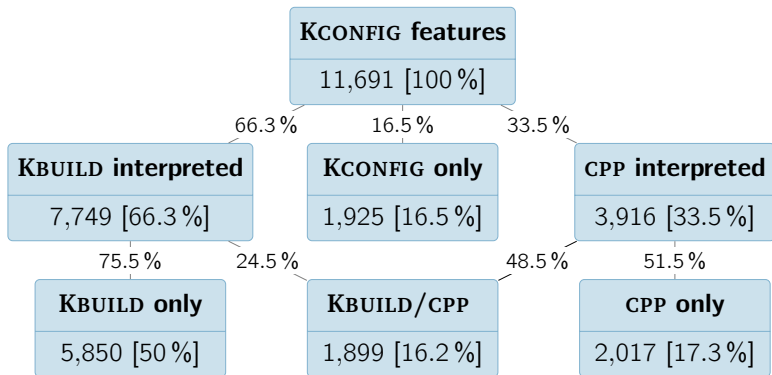 KCONFIG features
11,691 [100 %]
66.3 % 16.5 % 33.5 %
KBUILD interpreted KCONFIG only CPP interpreted
7,749 [66.3 %] 1,925 [16.5 %] 3,916 [33.5 %]
75.5 % 24.5 % 48.5 % 51.5 %
KBUILD only KBUILD/CPP CPP only
5,850 [50 %] 1,899 [16.2 %] 2,017 [17.3 %]